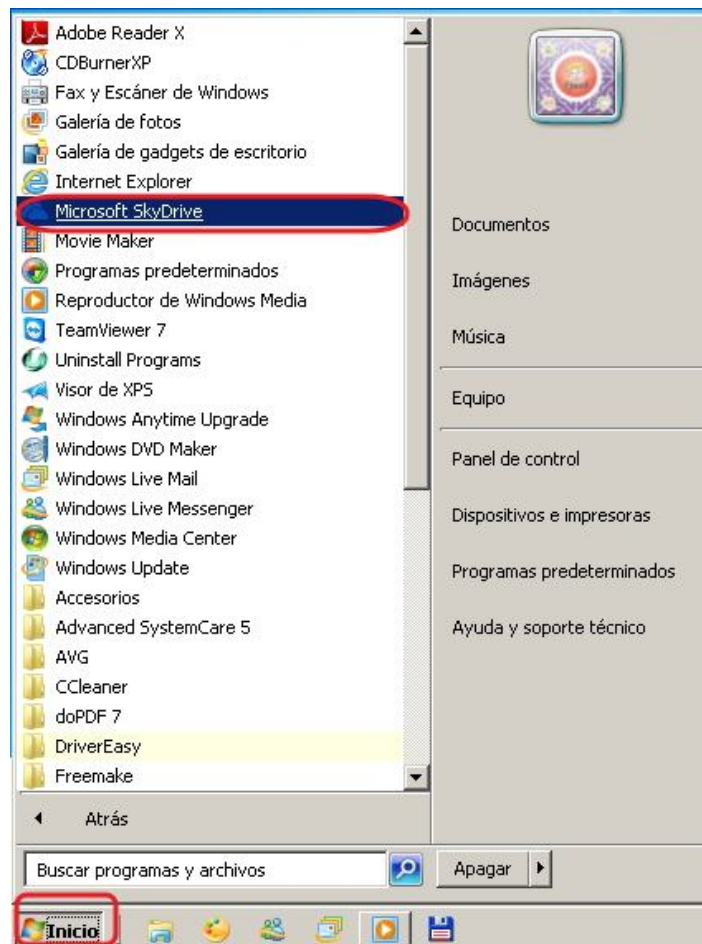 Adobe Reader X
CDBurnerXP
Fax y Escáner de Windows
Galería de fotos
Galería de gadgets de escritorio
Internet Explorer
Microsoft SkyDrive
Movie Maker
Programas predeterminados
Reproductor de Windows Media
TeamViewer 7
Uninstall Programs
Visor de XPS
Windows Anytime Upgrade
Windows DVD Maker
Windows Live Mail
Windows Live Messenger
Windows Media Center
Windows Update
Accesorios
Advanced SystemCare 5
AVG
CCleaner
doPDF 7
DriverEasy
Freemake
Atrás
Buscar programas y archivos
Documentos
Imágenes
Música
Equipo
Panel de control
Dispositivos e impresoras
Programas predeterminados
Ayuda y soporte técnico
Apagar
Inicio